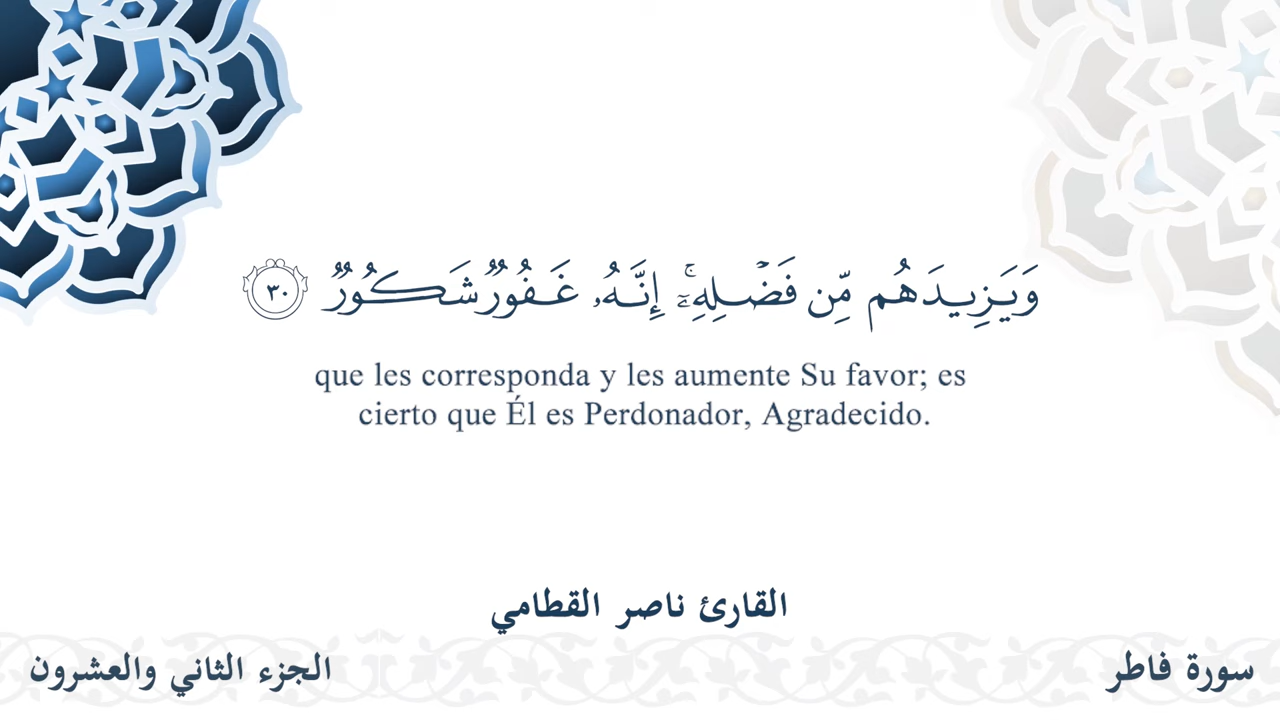 وَيَزِيدَهُم مِّن فَضْلِهِۦٓۚ إِنَّهُۥ غَفُورٌ شَكُورٌ ٣٠
que les corresponda y les aumente Su favor; es
cierto que Él es Perdonador, Agradecido.
القارئ ناصر القطامي
سورة فاطر
الجزء الثاني والعشرون